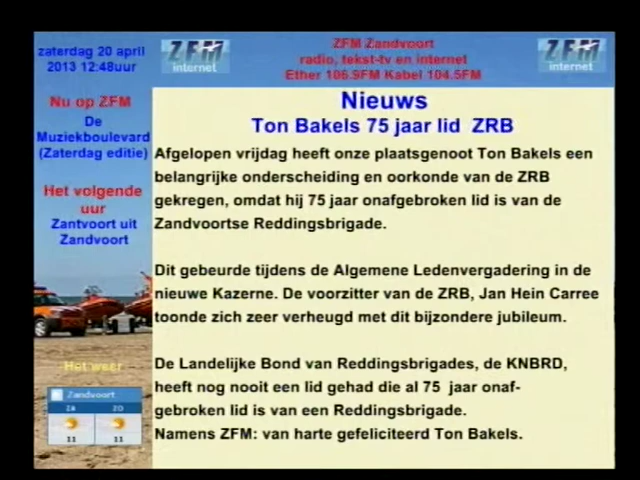 zaterdag 20 april
2013 12:48uur
ZFM
internet
ZFM Zandvoort
radio, tekst-tv en internet
Ether 106.9FM Kabel 104.5FM
ZFM
internet
Nu op ZFM
De
Muziekboulevard
(Zaterdag editie)
Het volgende
uur
Zantvoort uit
Zandvoort
Het weer
Zandvoort
za zo
11 11
Nieuws
Ton Bakels 75 jaar lid ZRB
Afgelopen vrijdag heeft onze plaatsgenoot Ton Bakels een
belangrijke onderscheiding en oorkonde van de ZRB
gekregen, omdat hij 75 jaar onafgebroken lid is van de
Zandvoortse Reddingsbrigade.
Dit gebeurde tijdens de Algemene Ledenvergadering in de
nieuwe Kazerne. De voorzitter van de ZRB, Jan Hein Carree
toonde zich zeer verheugd met dit bijzondere jubileum.
De Landelijke Bond van Reddingsbrigades, de KNBRD,
heeft nog nooit een lid gehad die al 75 jaar onaf-
gebroken lid is van een Reddingsbrigade.
Namens ZFM: van harte gefeliciteerd Ton Bakels.